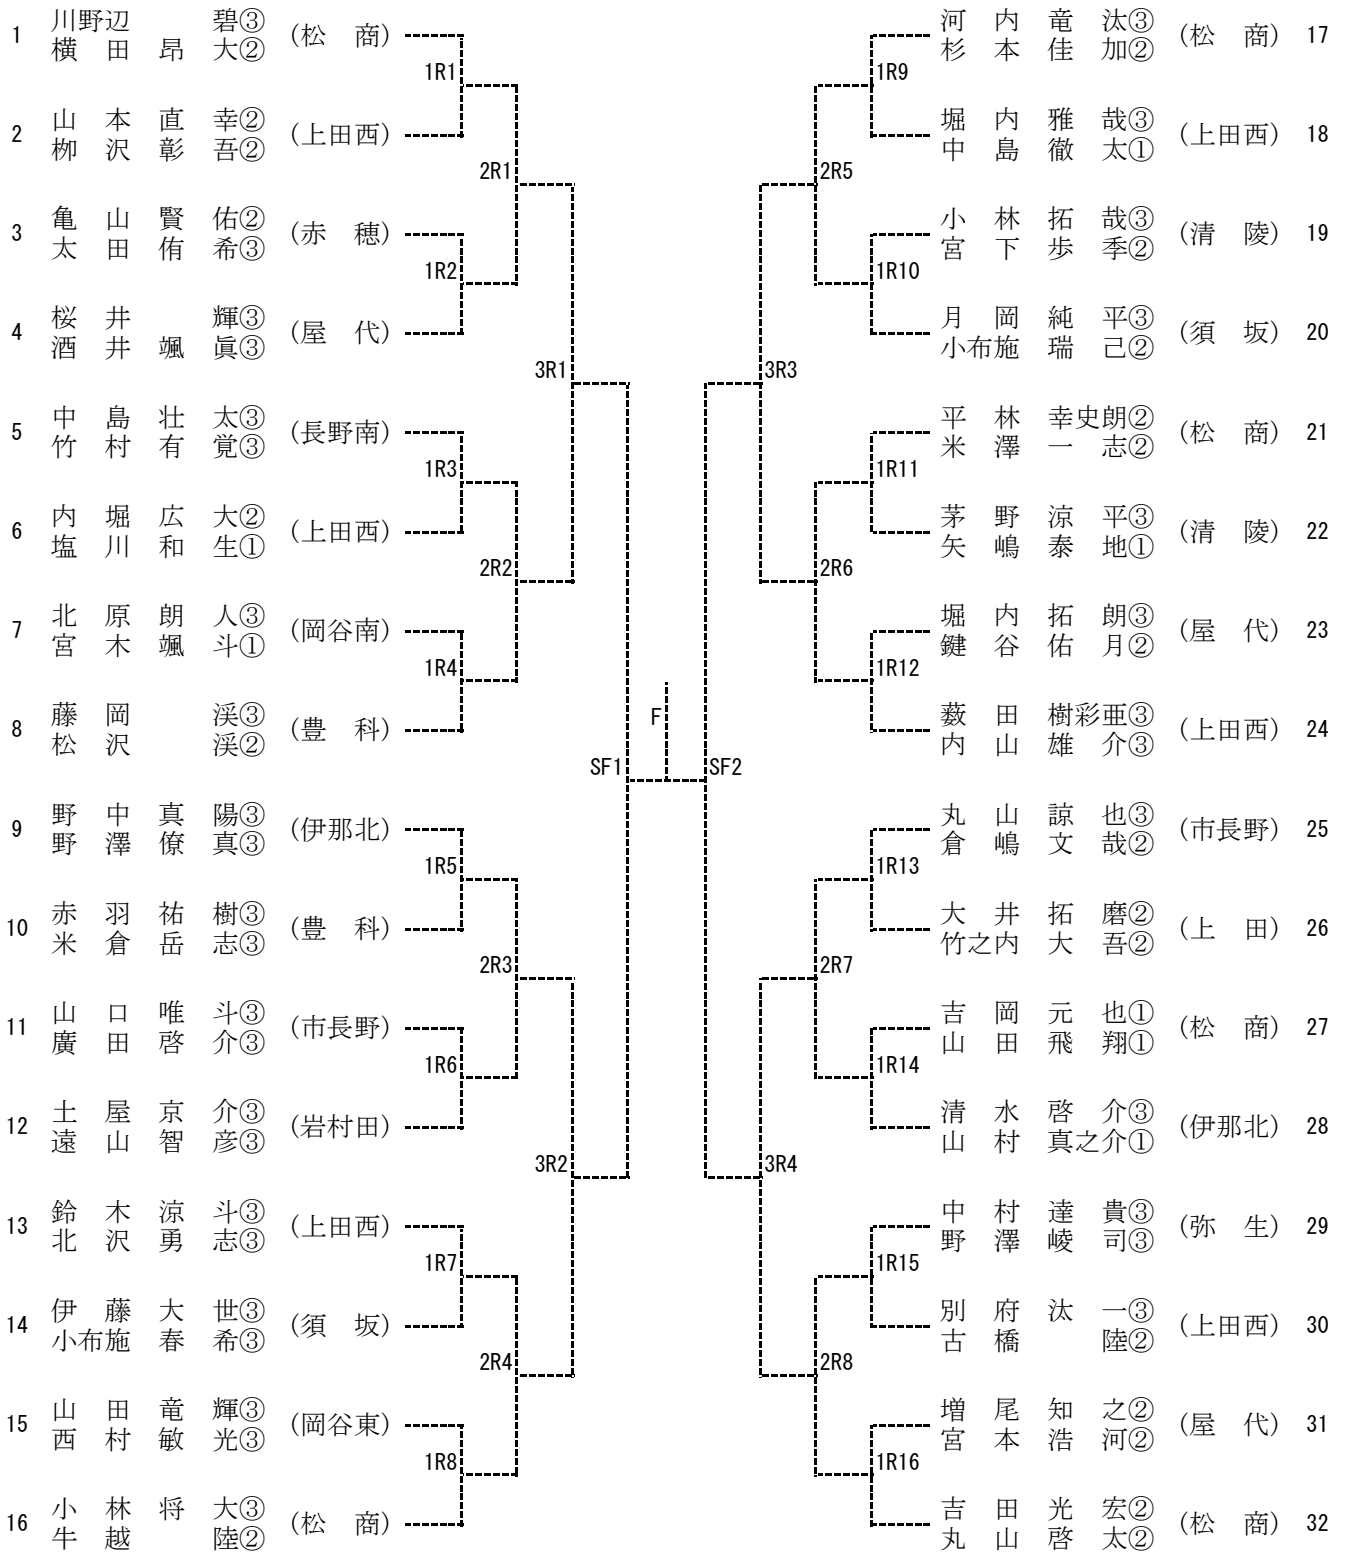 1 川野辺 碧③ (松 商)
横田昂大②
1R1
2 山本直幸② (上田西)
栁沢彰吾②
2R1
3 亀山賢佑② (赤 穂)
太田侑希③
1R2
4 桜井 輝③ (屋 代)
酒井颯眞③
3R1
5 中島壮太③ (長野南)
竹村有覚③
1R3
6 内堀広大② (上田西)
塩川和生①
2R2
7 北原朗人③ (岡谷南)
宮木颯斗①
1R4
8 藤岡 渓③ (豊 科)
松沢 渓②
SF1
9 野中真陽③ (伊那北)
野澤僚真③
1R5
10 赤羽祐樹③ (豊 科)
米倉岳志③
2R3
11 山口唯斗③ (市長野)
廣田啓介③
1R6
12 土屋京介③ (岩村田)
遠山智彦③
3R2
13 鈴木涼斗③ (上田西)
北沢勇志③
1R7
14 伊藤大世③ (須 坂)
小布施春希③
2R4
15 山田竜輝③ (岡谷東)
西村敏光③
1R8
16 小林将大③ (松 商)
牛越 陸②
F
河内竜汰③ (松 商) 17
杉本佳加②
1R9
堀内雅哉③ (上田西) 18
中島徹太①
2R5
小林拓哉③ (清 陵) 19
宮下歩季②
1R10
月岡純平③ (須 坂) 20
小布施瑞己②
3R3
平林幸史朗② (松 商) 21
米澤一志②
1R11
茅野涼平③ (清 陵) 22
矢嶋泰地①
2R6
堀内拓朗③ (屋 代) 23
鍵谷佑月②
1R12
薮田樹彩亜③ (上田西) 24
内山雄介③
SF2
丸山諒也③ (市長野) 25
倉嶋文哉②
1R13
大井拓磨② (上 田) 26
竹之内大吾②
2R7
吉岡元也① (松 商) 27
山田飛翔①
1R14
清水啓介③ (伊那北) 28
山村真之介①
3R4
中村達貴③ (弥 生) 29
野澤崚司③
1R15
別府汰一③ (上田西) 30
古橋 陸②
2R8
増尾知之② (屋 代) 31
宮本浩河②
1R16
吉田光宏② (松 商) 32
丸山啓太②